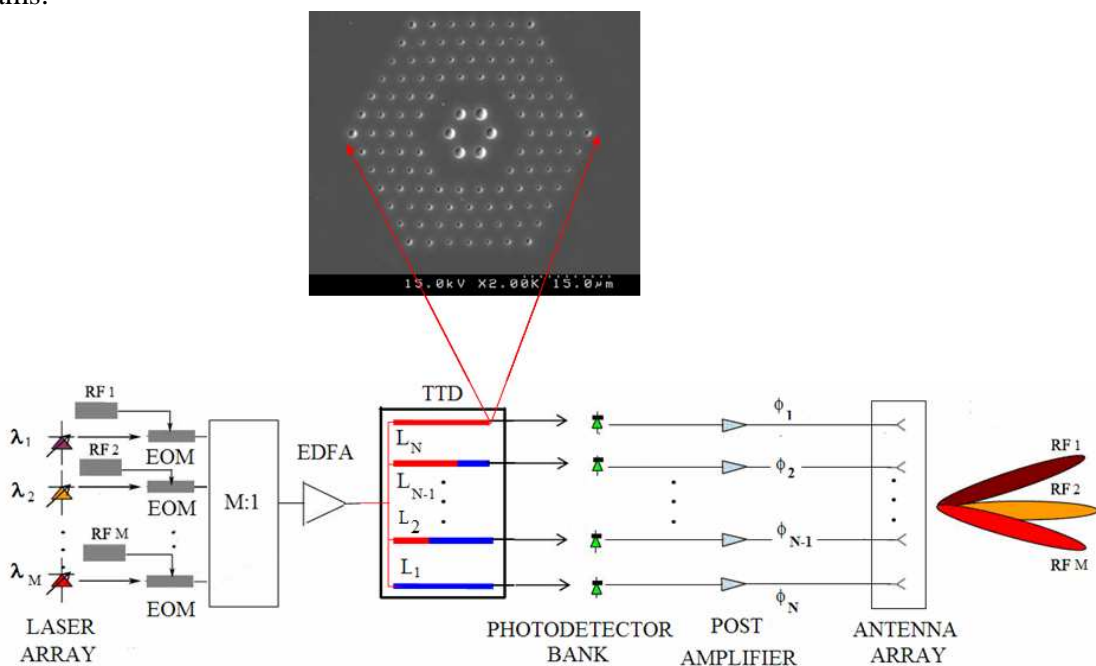 15.0kV X2.00K 15.0μm
TTD
RF 1
λ1
EOM
RF 2
λ2
EOM
RF M
λM
EOM
M:1
EDFA
LN
LN-1
L2
L1
ϕ1
ϕ2
ϕN-1
ϕN
RF 1
RF 2
RF M
LASER
ARRAY
PHOTODETECTOR
BANK
POST
AMPLIFIER
ANTENNA
ARRAY